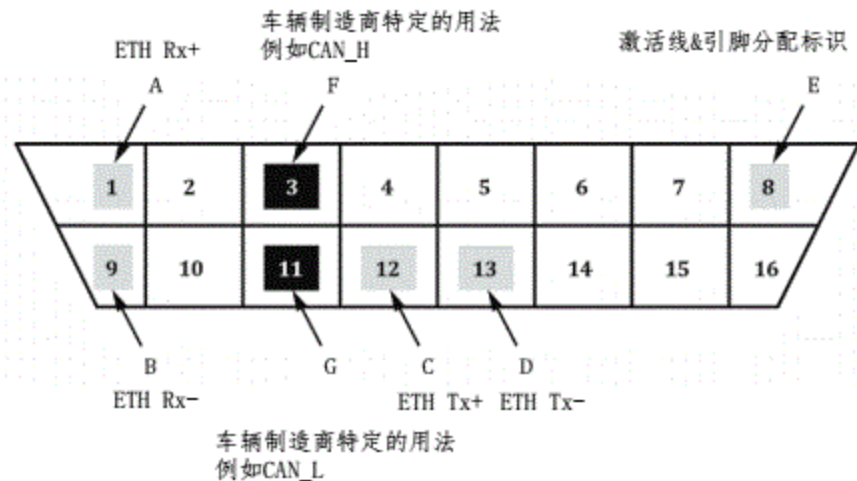 车辆制造商特定的用法
例如CAN_H
激活线&引脚分配标识
ETH Rx+
A
F
E
1 2 3 4 5 6 7 8
9 10 11 12 13 14 15 16
B
G
C
D
ETH Rx-
ETH Tx+ ETH Tx-
车辆制造商特定的用法
例如CAN_L